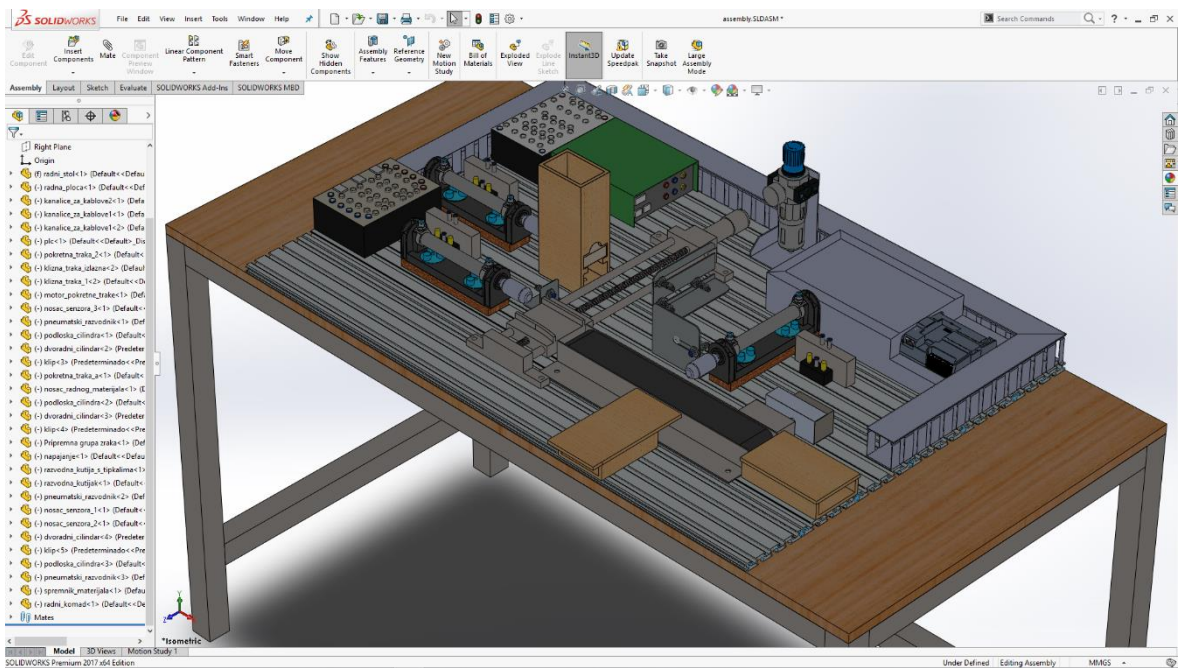 SOLIDWORKS File Edit View Insert Tools Window Help assembly.SLDASM * Search Commands
Edit Component
Insert Components
Mate
Component Preview Window
Linear Component Pattern
Smart Fasteners
Move Component
Show Hidden Components
Assembly Features
Reference Geometry
New Motion Study
Bill of Materials
Exploded View
Explode Line Sketch
Instant3D
Update Speedpak
Take Snapshot
Large Assembly Mode
Assembly Layout Sketch Evaluate SOLIDWORKS Add-Ins SOLIDWORKS MBD
Right Plane
Origin
(f) radni_stol<1> (Default<<Defau
(-) radna_ploca<1> (Default<<Def
(-) kanalice_za_kablove2<1> (Defa
(-) kanalice_za_kablove1<1> (Defa
(-) kanalice_za_kablove1<2> (Defa
(-) plc<1> (Default<<Default>_Dis
(-) pokretna_traka_2<1> (Default<
(-) klizna_traka_izlazna<2> (Defaul
(-) klizna_traka_1<2> (Default<<D
(-) motor_pokretne_trake<1> (Def
(-) nosac_senzora_3<1> (Default<
(-) pneumatski_razvodnik<1> (Def
(-) podloska_cilindra<1> (Default<
(-) dvoradni_cilindar<2> (Predeter
(-) klip<3> (Predeterminado<<Pre
(-) pokretna_traka_a<1> (Default<
(-) nosac_radnog_materijala<1> (D
(-) podloska_cilindra<2> (Default<
(-) dvoradni_cilindar<3> (Predeter
(-) klip<4> (Predeterminado<<Pre
(-) Pripremna grupa zraka<1> (Def
(-) napajanje<1> (Default<<Defau
(-) razvodna_kutija_s_tipkalima<1>
(-) razvodna_kutijak<1> (Default<
(-) pneumatski_razvodnik<2> (Def
(-) nosac_senzora_1<1> (Default<
(-) nosac_senzora_2<1> (Default<
(-) dvoradni_cilindar<4> (Predeter
(-) klip<5> (Predeterminado<<Pre
(-) podloska_cilindra<3> (Default<
(-) pneumatski_razvodnik<3> (Def
(-) spremnik_materijala<1> (Defau
(-) radni_komad<1> (Default<<De
Mates
Y
Z
X
*Isometric
Model 3D Views Motion Study 1
SOLIDWORKS Premium 2017 x64 Edition Under Defined Editing Assembly MMGS